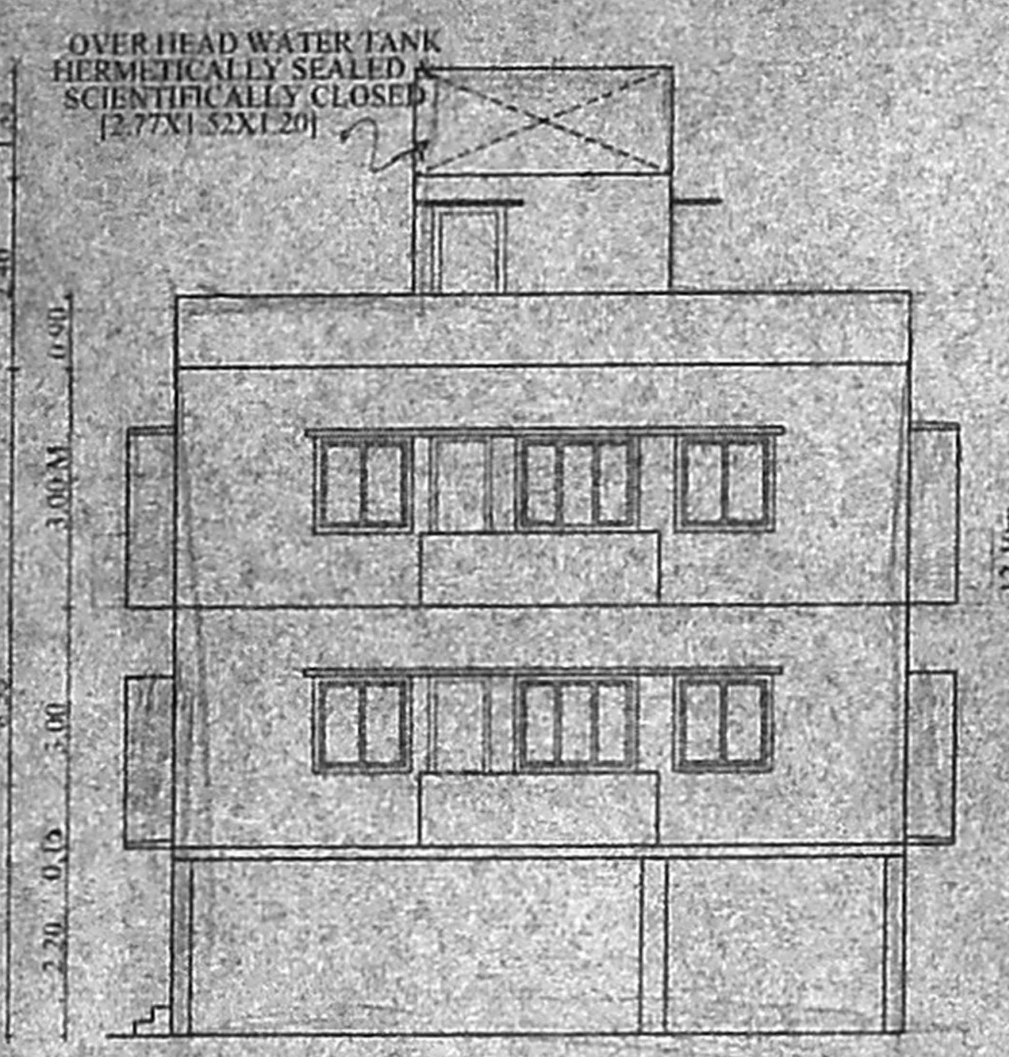 OVER HEAD WATER TANK
HERMETICALLY SEALED &
SCIENTIFICALLY CLOSED
[2.77X1.52X1.20]
0.90
3.00 M
3.00
0.15
2.20